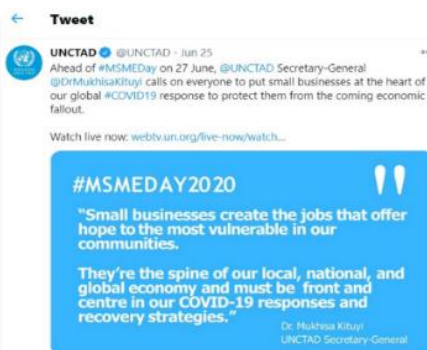 Tweet
UNCTAD @UNCTAD · Jun 25
Ahead of #MSMEDay on 27 June, @UNCTAD Secretary-General
@DrMukhisaKituyi calls on everyone to put small businesses at the heart of
our global #COVID19 response to protect them from the coming economic
fallout.
Watch live now: webtv.un.org/live-now/watch...
#MSMEDAY2020
"Small businesses create the jobs that offer
hope to the most vulnerable in our
communities.
They're the spine of our local, national, and
global economy and must be front and
centre in our COVID-19 responses and
recovery strategies."
Dr. Mukhisa Kituyi
UNCTAD Secretary-General